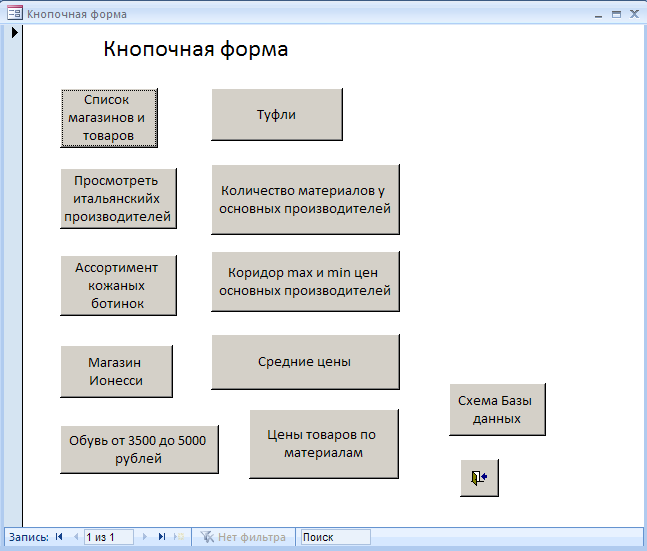 Кнопочная форма
Кнопочная форма
Список
магазинов и
товаров
Туфли
Просмотреть
итальянскийх
производителей
Количество материалов у
основных производителей
Ассортимент
кожаных
ботинок
Коридор max и min цен
основных производителей
Магазин
Ионесси
Средние цены
Схема Базы
данных
Обувь от 3500 до 5000
рублей
Цены товаров по
материалам
Запись: 1 из 1 Нет фильтра Поиск